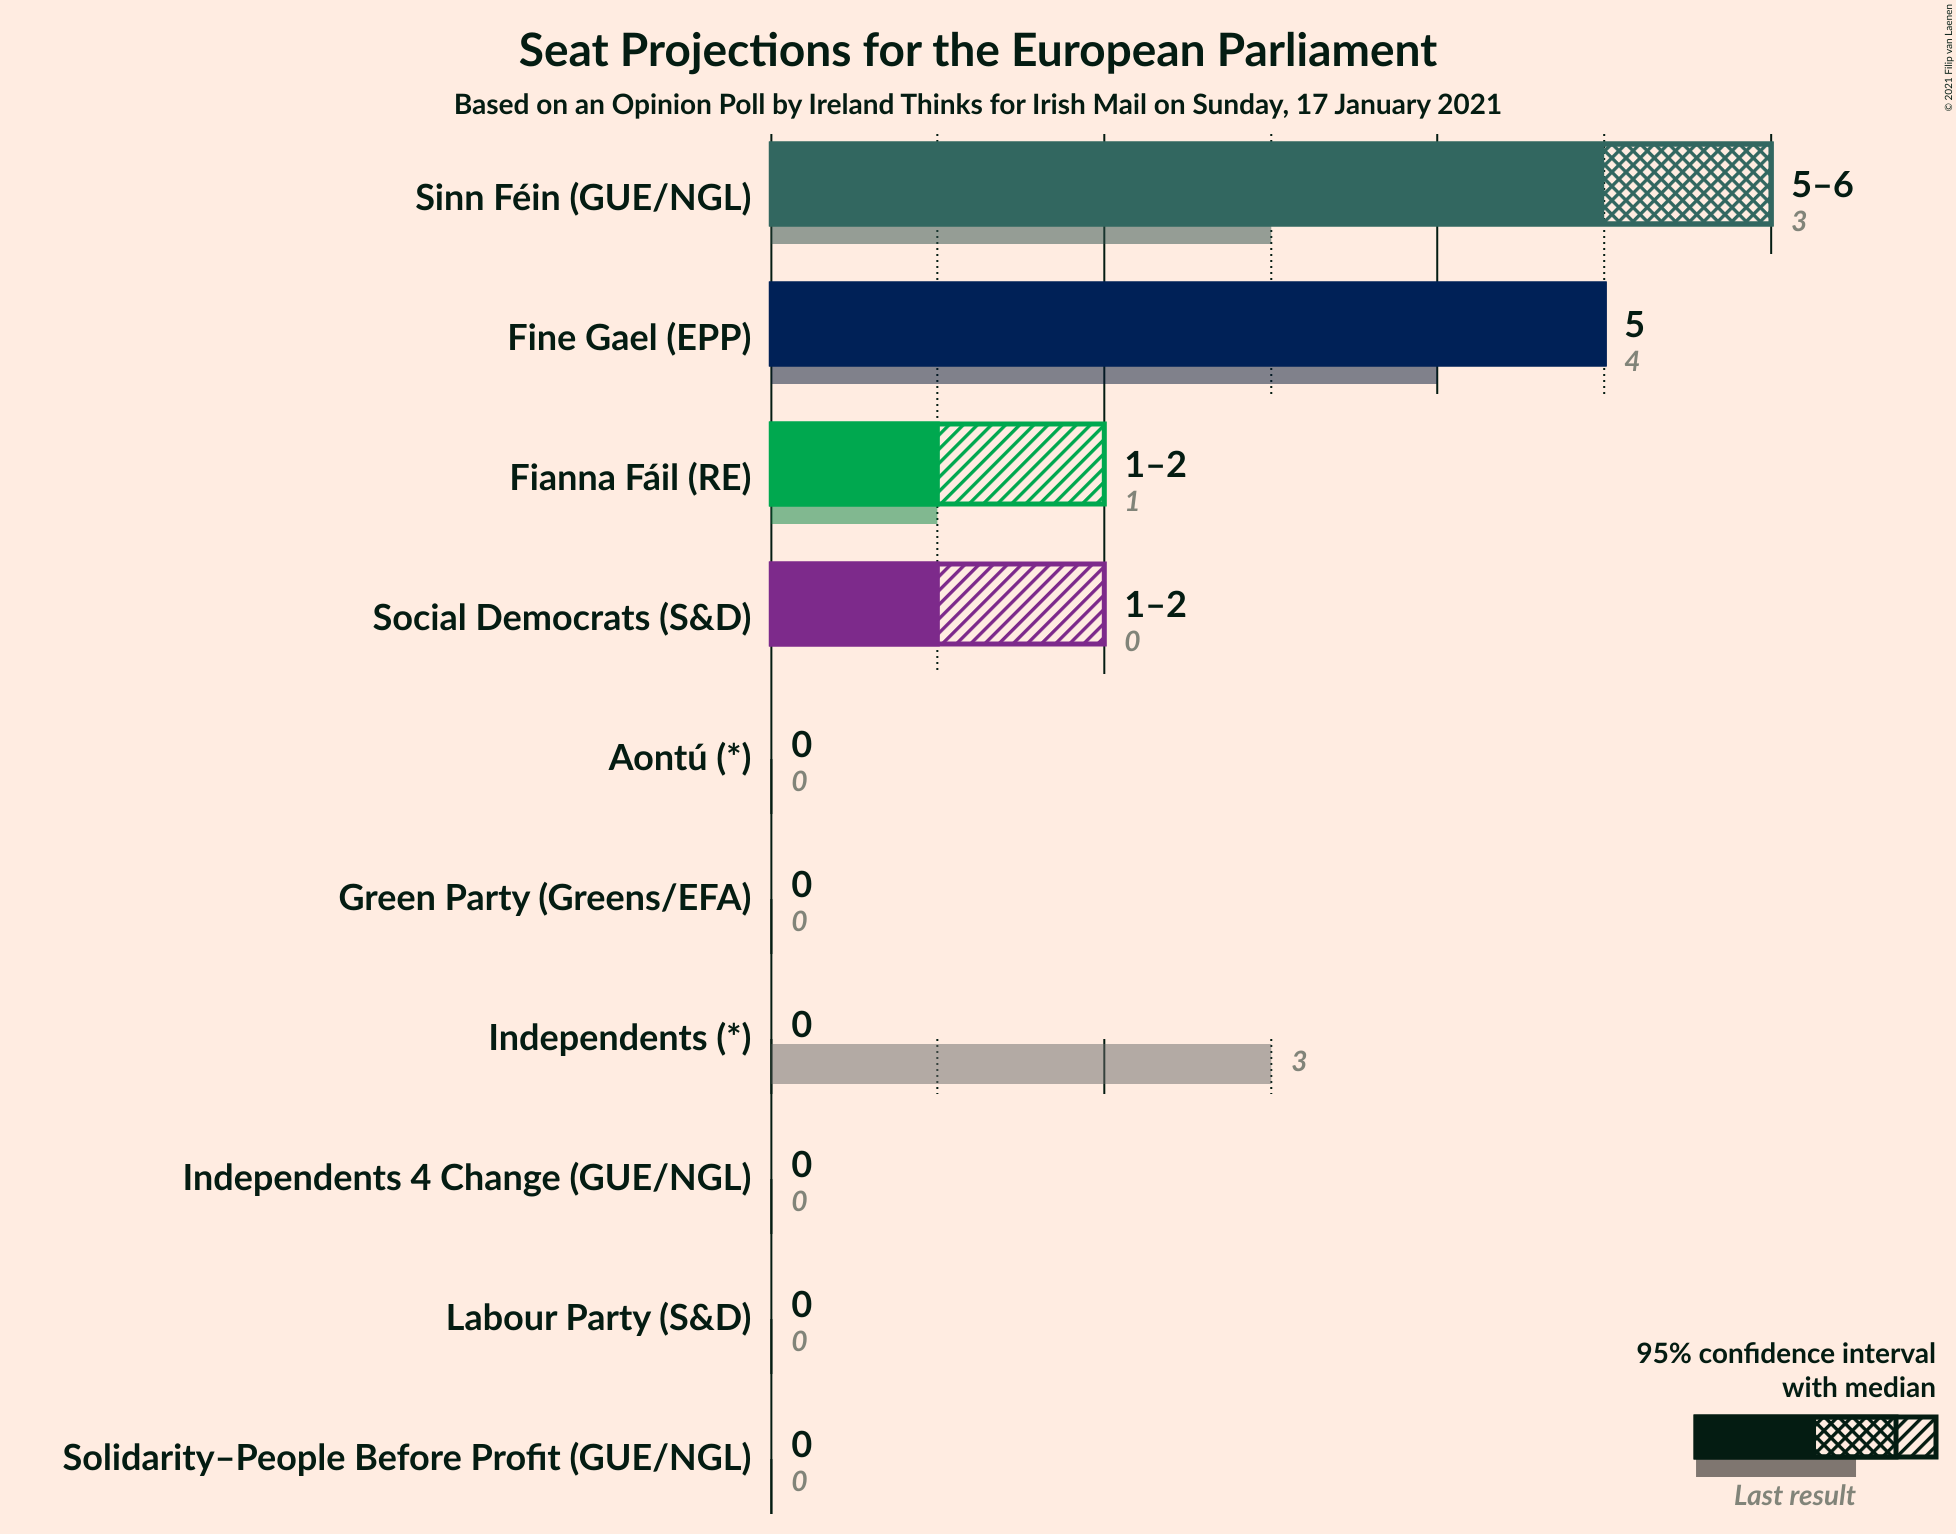 Seat Projections for the European Parliament
Based on an Opinion Poll by Ireland Thinks for Irish Mail on Sunday, 17 January 2021
© 2021 Filip van Laenen
Sinn Féin (GUE/NGL)
5–6
3
Fine Gael (EPP)
5
4
Fianna Fáil (RE)
1–2
1
Social Democrats (S&D)
1–2
0
Aontú (*)
0
0
Green Party (Greens/EFA)
0
0
Independents (*)
0
3
Independents 4 Change (GUE/NGL)
0
0
Labour Party (S&D)
0
0
Solidarity–People Before Profit (GUE/NGL)
0
0
95% confidence interval
with median
Last result